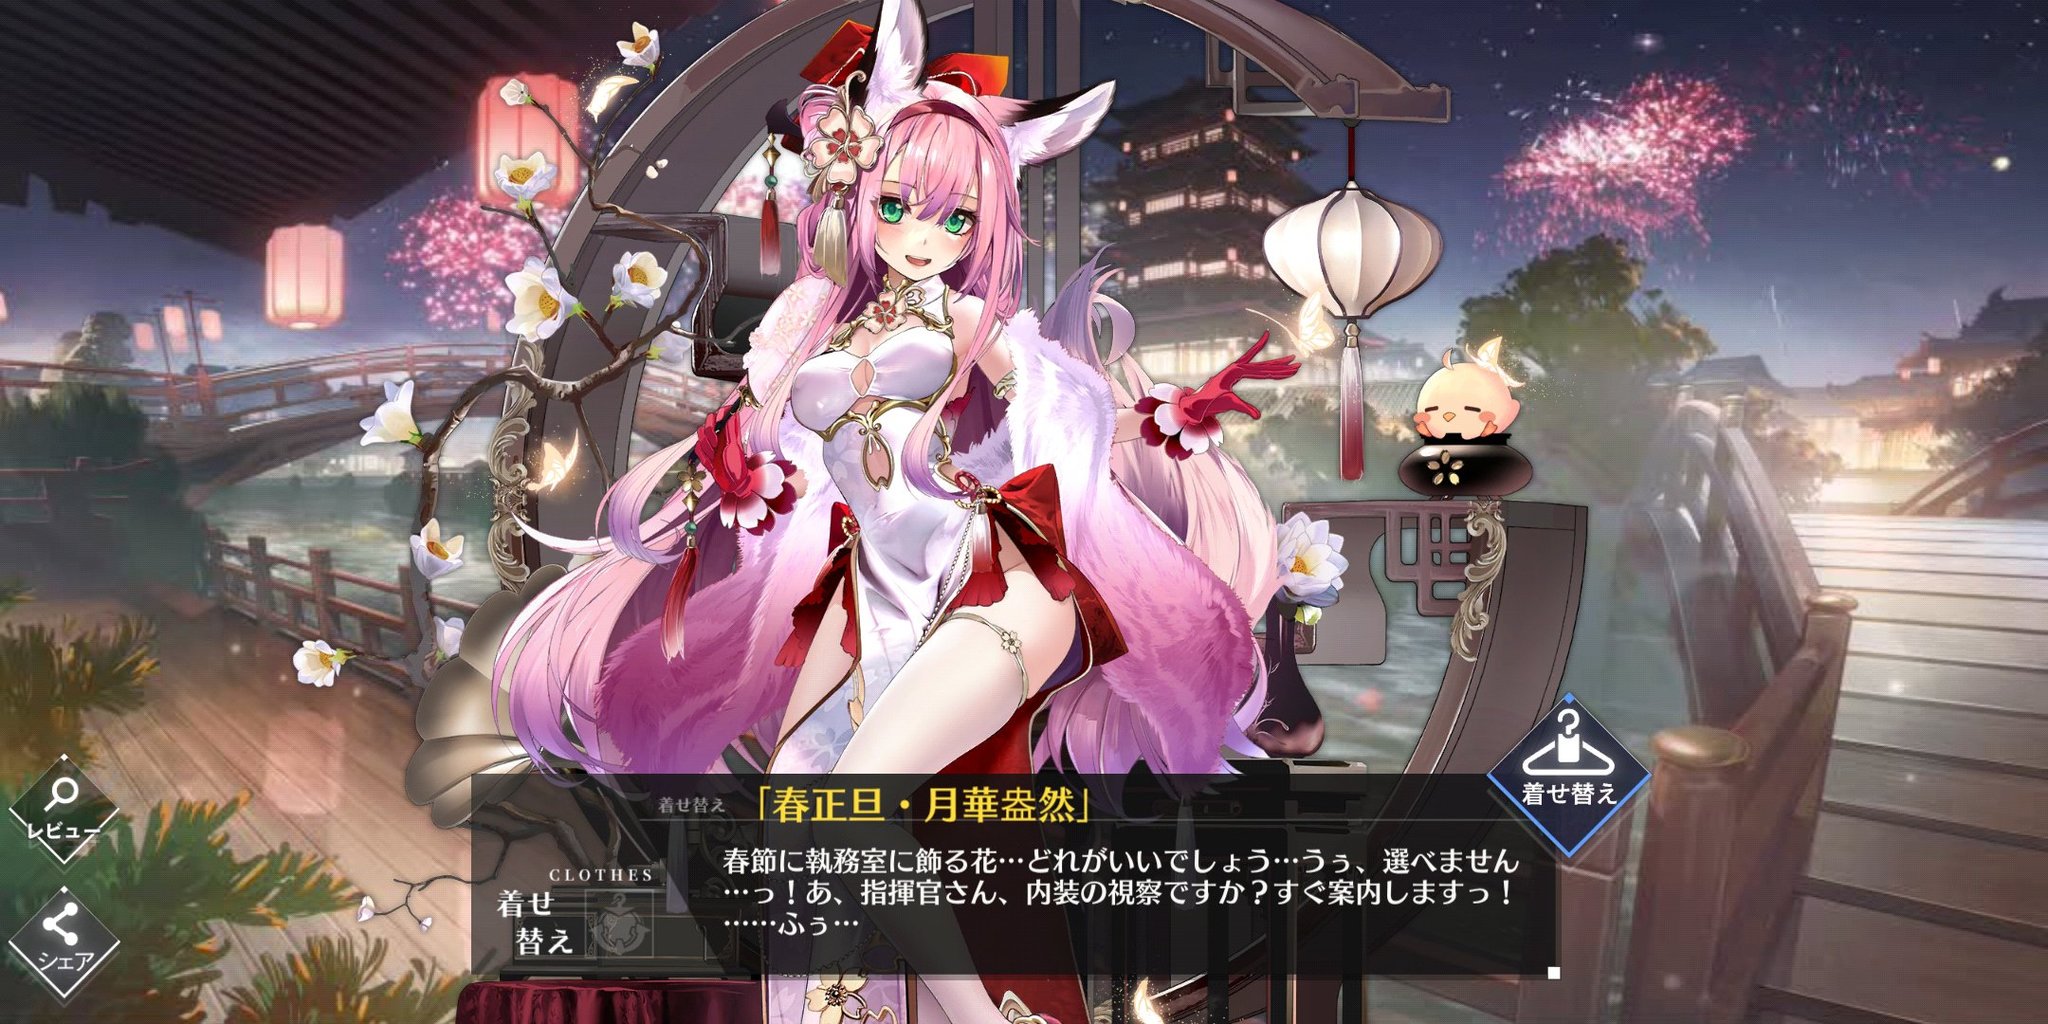 着せ替え 「春正旦・月華盎然」
春節に執務室に飾る花…どれがいいでしょう…うぅ、選べません
…っ！あ、指揮官さん、内装の視察ですか？すぐ案内しますっ！
……ふぅ…
CLOTHES
着せ
替え
着せ替え
レビュー
シェア